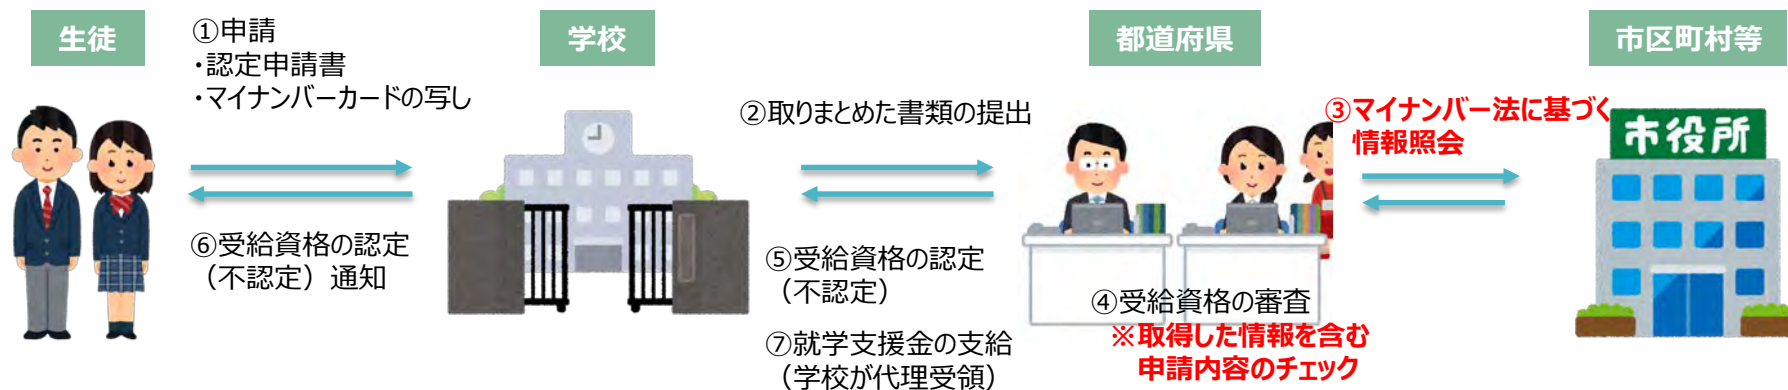 生徒
①申請
・認定申請書
・マイナンバーカードの写し
学校
②取りまとめた書類の提出
都道府県
③マイナンバー法に基づく
情報照会
市区町村等
市役所
④受給資格の審査
※取得した情報を含む
申請内容のチェック
⑤受給資格の認定
（不認定）
⑥受給資格の認定
（不認定）通知
⑦就学支援金の支給
（学校が代理受領）